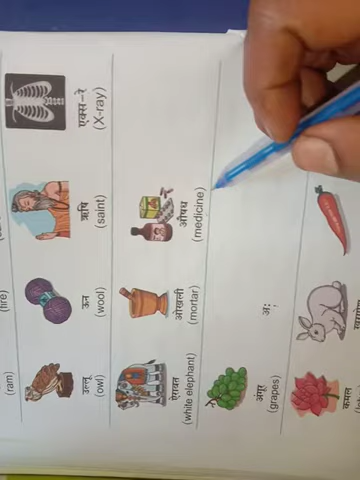 (ram) (fire)
उल्लू ऊन ऋषि एक्स–रे
(owl) (wool) (saint) (X-ray)
ऐरावत ओखली औषध
(white elephant) (mortar) (medicine)
अंगूर अः
(grapes)
कमल